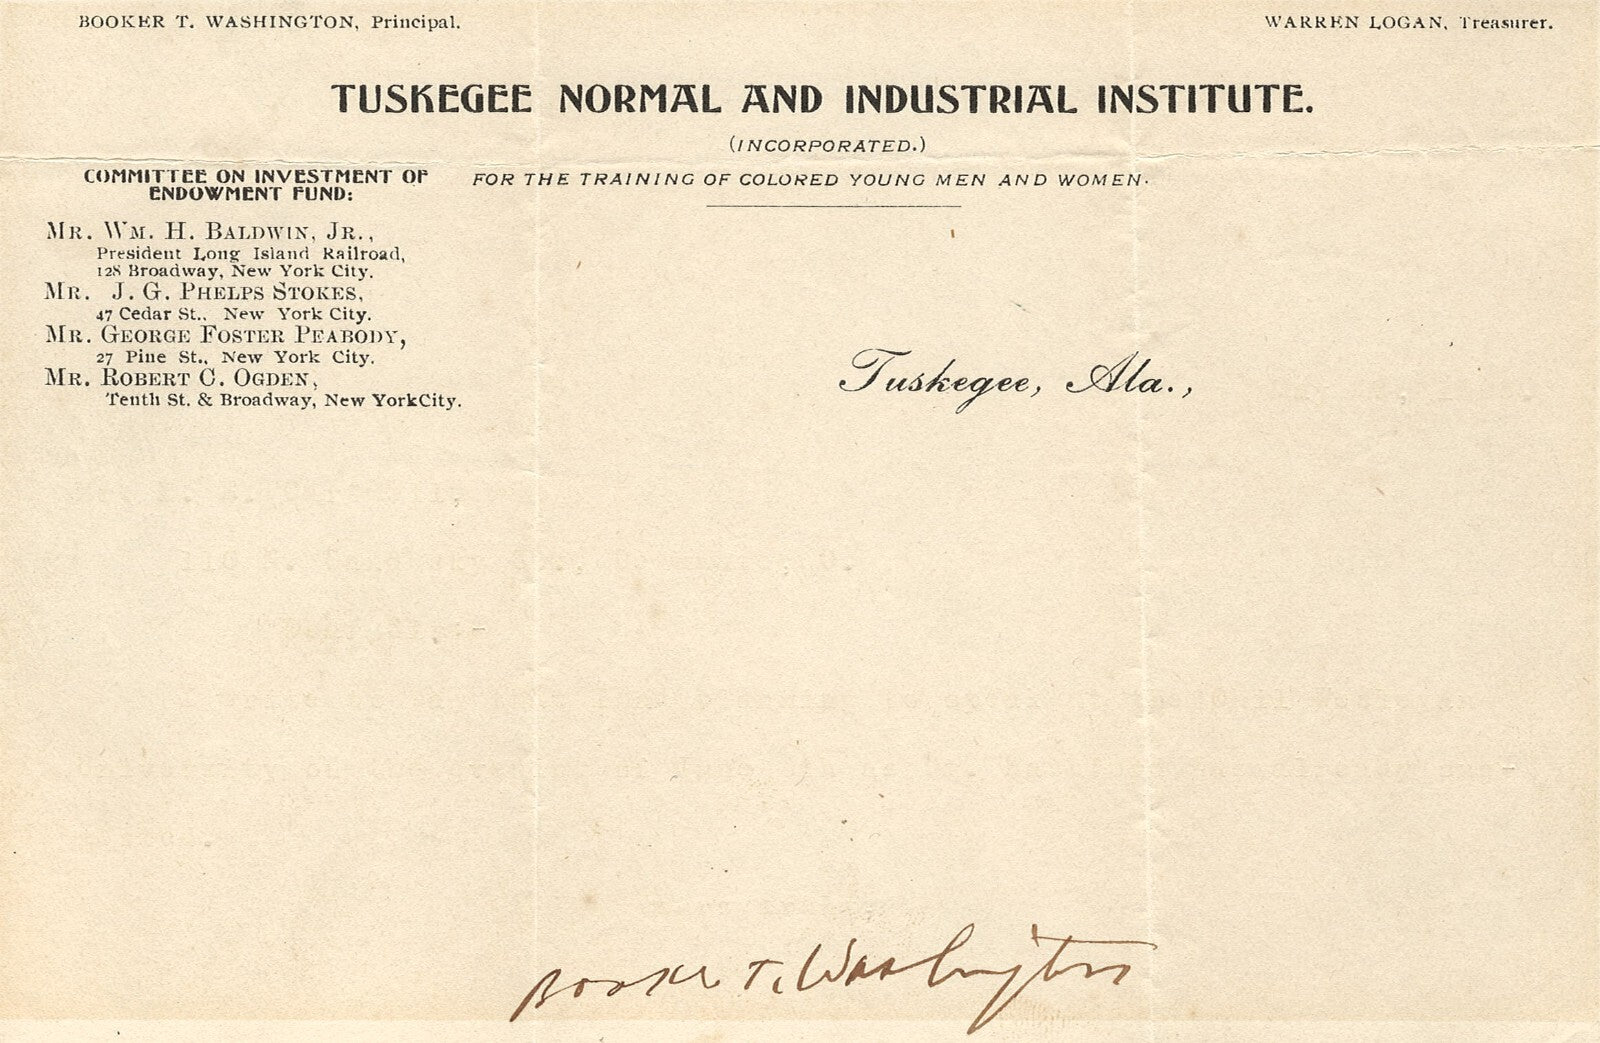 BOOKER T. WASHINGTON, Principal.
WARREN LOGAN, Treasurer.
TUSKEGEE NORMAL AND INDUSTRIAL INSTITUTE.
(INCORPORATED.)
FOR THE TRAINING OF COLORED YOUNG MEN AND WOMEN.
COMMITTEE ON INVESTMENT OF
ENDOWMENT FUND:
MR. WM. H. BALDWIN, JR.,
President Long Island Railroad,
128 Broadway, New York City.
MR. J. G. PHELPS STOKES,
47 Cedar St., New York City.
MR. GEORGE FOSTER PEABODY,
27 Pine St., New York City.
MR. ROBERT C. OGDEN,
Tenth St. & Broadway, New YorkCity.
Tuskegee, Ala.,
Booker T. Washington